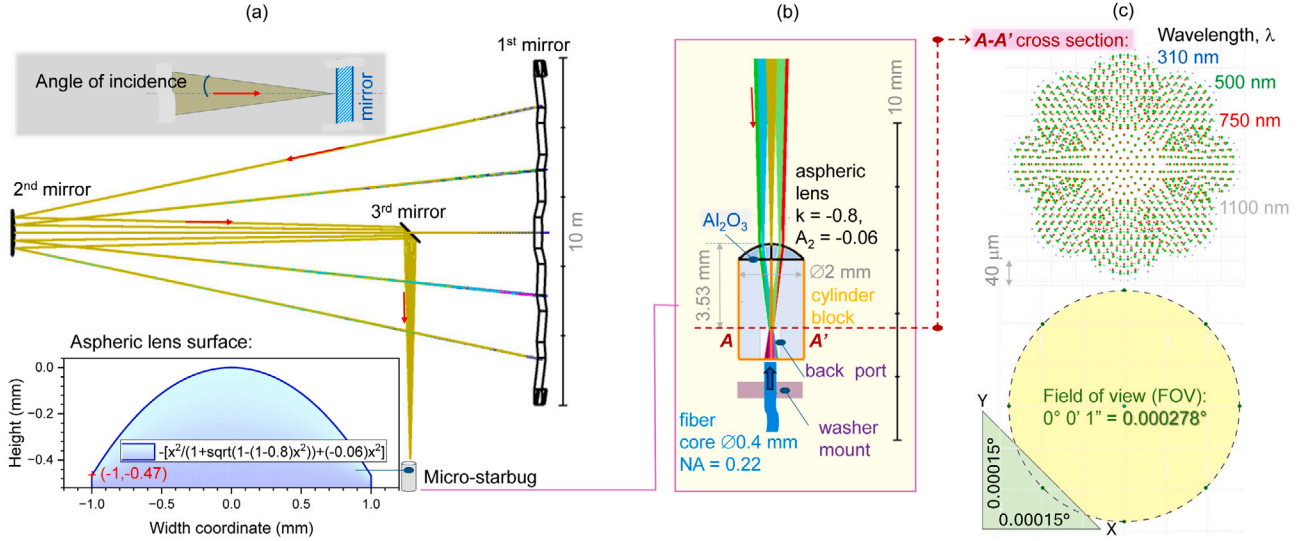 (a)
1st mirror
Angle of incidence
mirror
2nd mirror
3rd mirror
10 m
Aspheric lens surface:
Height (mm)
0.0
−0.2
−0.4
-[x²/(1+sqrt(1-(1-0.8)x²))+(-0.06)x²]
(-1,-0.47)
−1.0
−0.5
0.0
0.5
1.0
Width coordinate (mm)
Micro-starbug
(b)
10 mm
aspheric
lens
k = -0.8,
A₂ = -0.06
Al₂O₃
3.53 mm
∅2 mm
cylinder
block
A
A'
back port
fiber
core ∅0.4 mm
NA = 0.22
washer
mount
(c)
A-A' cross section:
Wavelength, λ
310 nm
500 nm
750 nm
1100 nm
40 μm
Field of view (FOV):
0° 0' 1" = 0.000278°
Y
0.00015°
0.00015°
X